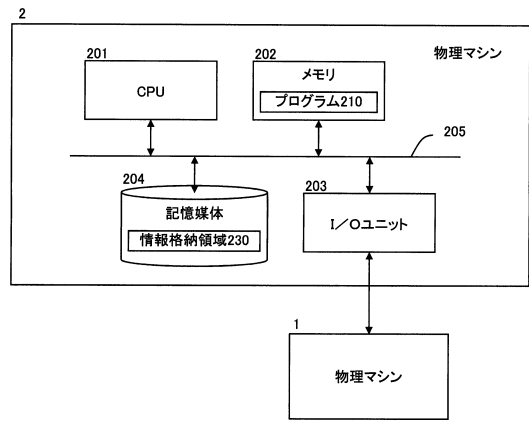 2
物理マシン
201
CPU
202
メモリ
プログラム210
205
204
記憶媒体
情報格納領域230
203
I/Oユニット
1
物理マシン